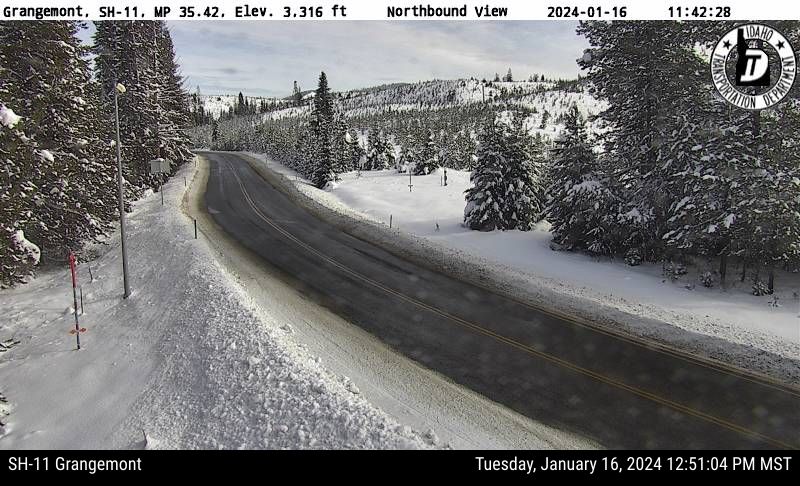 Grangemont, SH-11, MP 35.42, Elev. 3,316 ft Northbound View 2024-01-16 11:42:28
IDAHO
TRANSPORTATION DEPARTMENT
SH-11 Grangemont Tuesday, January 16, 2024 12:51:04 PM MST